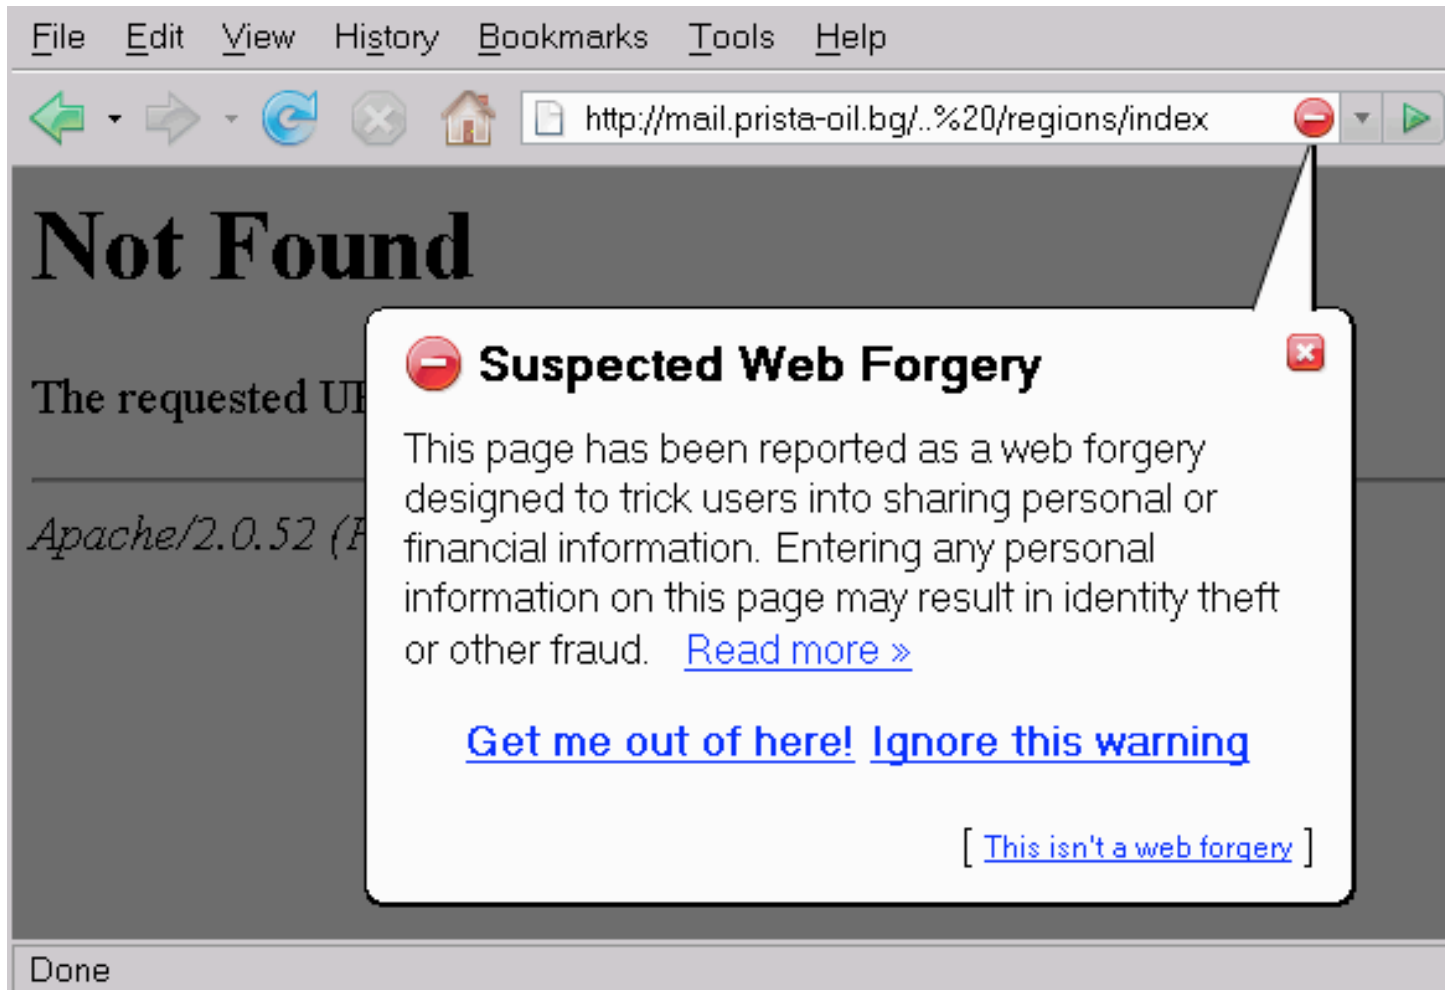 File Edit View History Bookmarks Tools Help
http://mail.prista-oil.bg/..%20/regions/index
Not Found
The requested
Apache/2.0.52
Suspected Web Forgery
This page has been reported as a web forgery
designed to trick users into sharing personal or
financial information. Entering any personal
information on this page may result in identity theft
or other fraud. Read more »
Get me out of here! Ignore this warning
[ This isn't a web forgery ]
Done